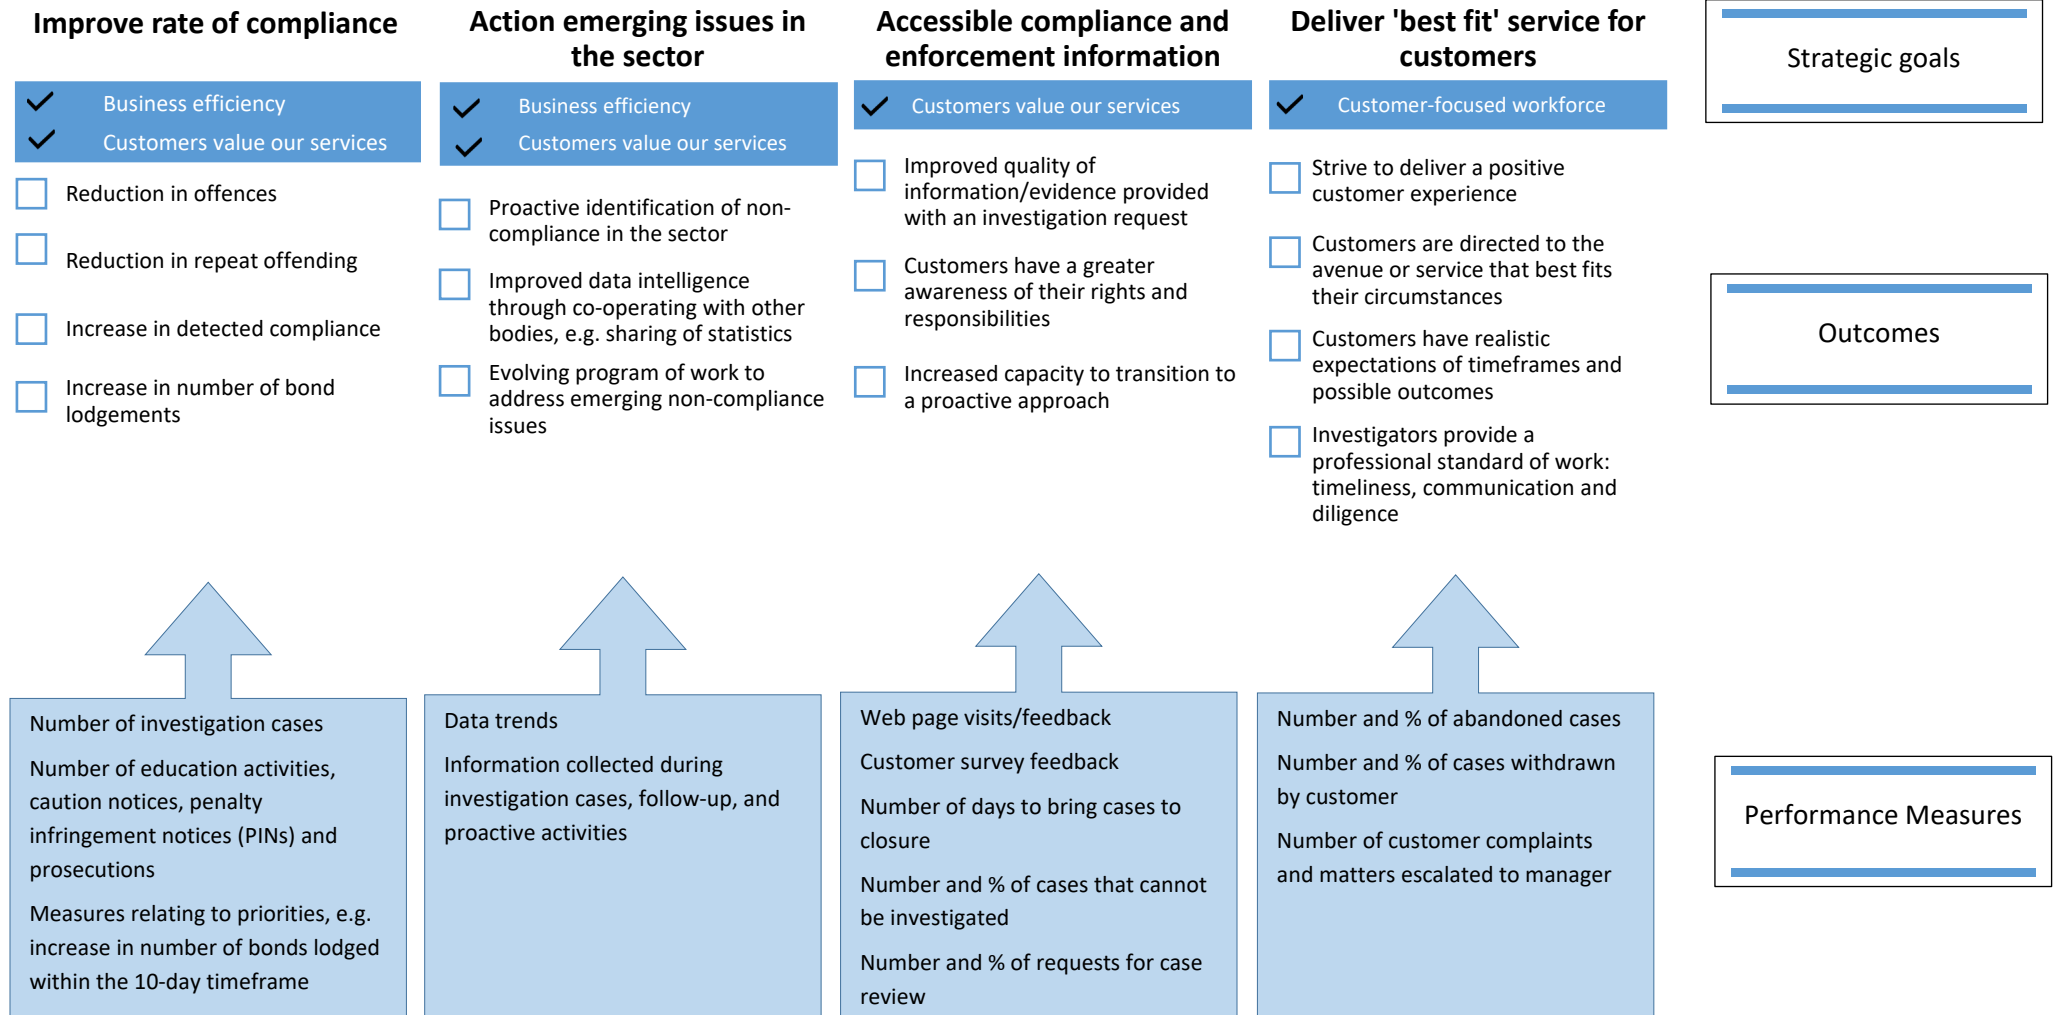 Improve rate of compliance
Business efficiency
Customers value our services
Reduction in offences
Reduction in repeat offending
Increase in detected compliance
Increase in number of bond
lodgements
Number of investigation cases
Number of education activities,
caution notices, penalty
infringement notices (PINs) and
prosecutions
Measures relating to priorities, e.g.
increase in number of bonds lodged
within the 10-day timeframe
Action emerging issues in
the sector
Business efficiency
Customers value our services
Proactive identification of non-
compliance in the sector
Improved data intelligence
through co-operating with other
bodies, e.g. sharing of statistics
Evolving program of work to
address emerging non-compliance
issues
Data trends
Information collected during
investigation cases, follow-up, and
proactive activities
Accessible compliance and
enforcement information
Customers value our services
Improved quality of
information/evidence provided
with an investigation request
Customers have a greater
awareness of their rights and
responsibilities
Increased capacity to transition to
a proactive approach
Web page visits/feedback
Customer survey feedback
Number of days to bring cases to
closure
Number and % of cases that cannot
be investigated
Number and % of requests for case
review
Deliver 'best fit' service for
customers
Customer-focused workforce
Strive to deliver a positive
customer experience
Customers are directed to the
avenue or service that best fits
their circumstances
Customers have realistic
expectations of timeframes and
possible outcomes
Investigators provide a
professional standard of work:
timeliness, communication and
diligence
Number and % of abandoned cases
Number and % of cases withdrawn
by customer
Number of customer complaints
and matters escalated to manager
Strategic goals
Outcomes
Performance Measures